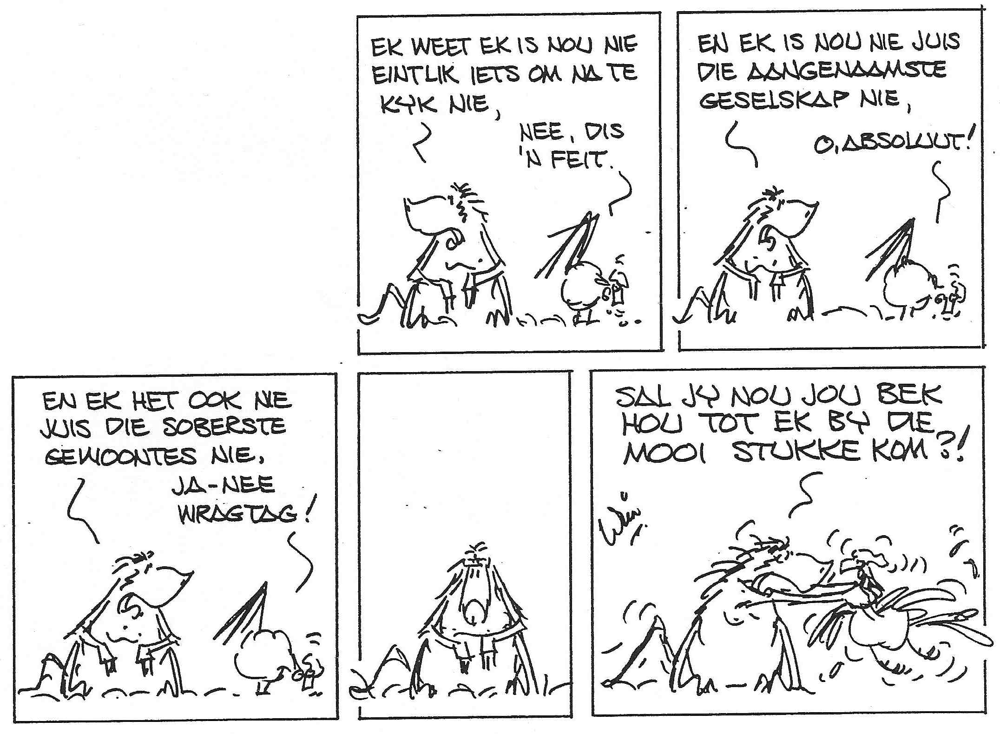 EK WEET EK IS NOU NIE
EINTLIK IETS OM NA TE
KYK NIE,
NEE, DIS
'N FEIT.
EN EK IS NOU NIE JUIS
DIE AANGENAAMSTE
GESELSKAP NIE,
O, ABSOLUUT!
EN EK HET OOK NIE
JUIS DIE SOBERSTE
GEWOONTES NIE,
JA-NEE
WRAGTAG!
SAL JY NOU JOU BEK
HOU TOT EK BY DIE
MOOI STUKKE KOM?!